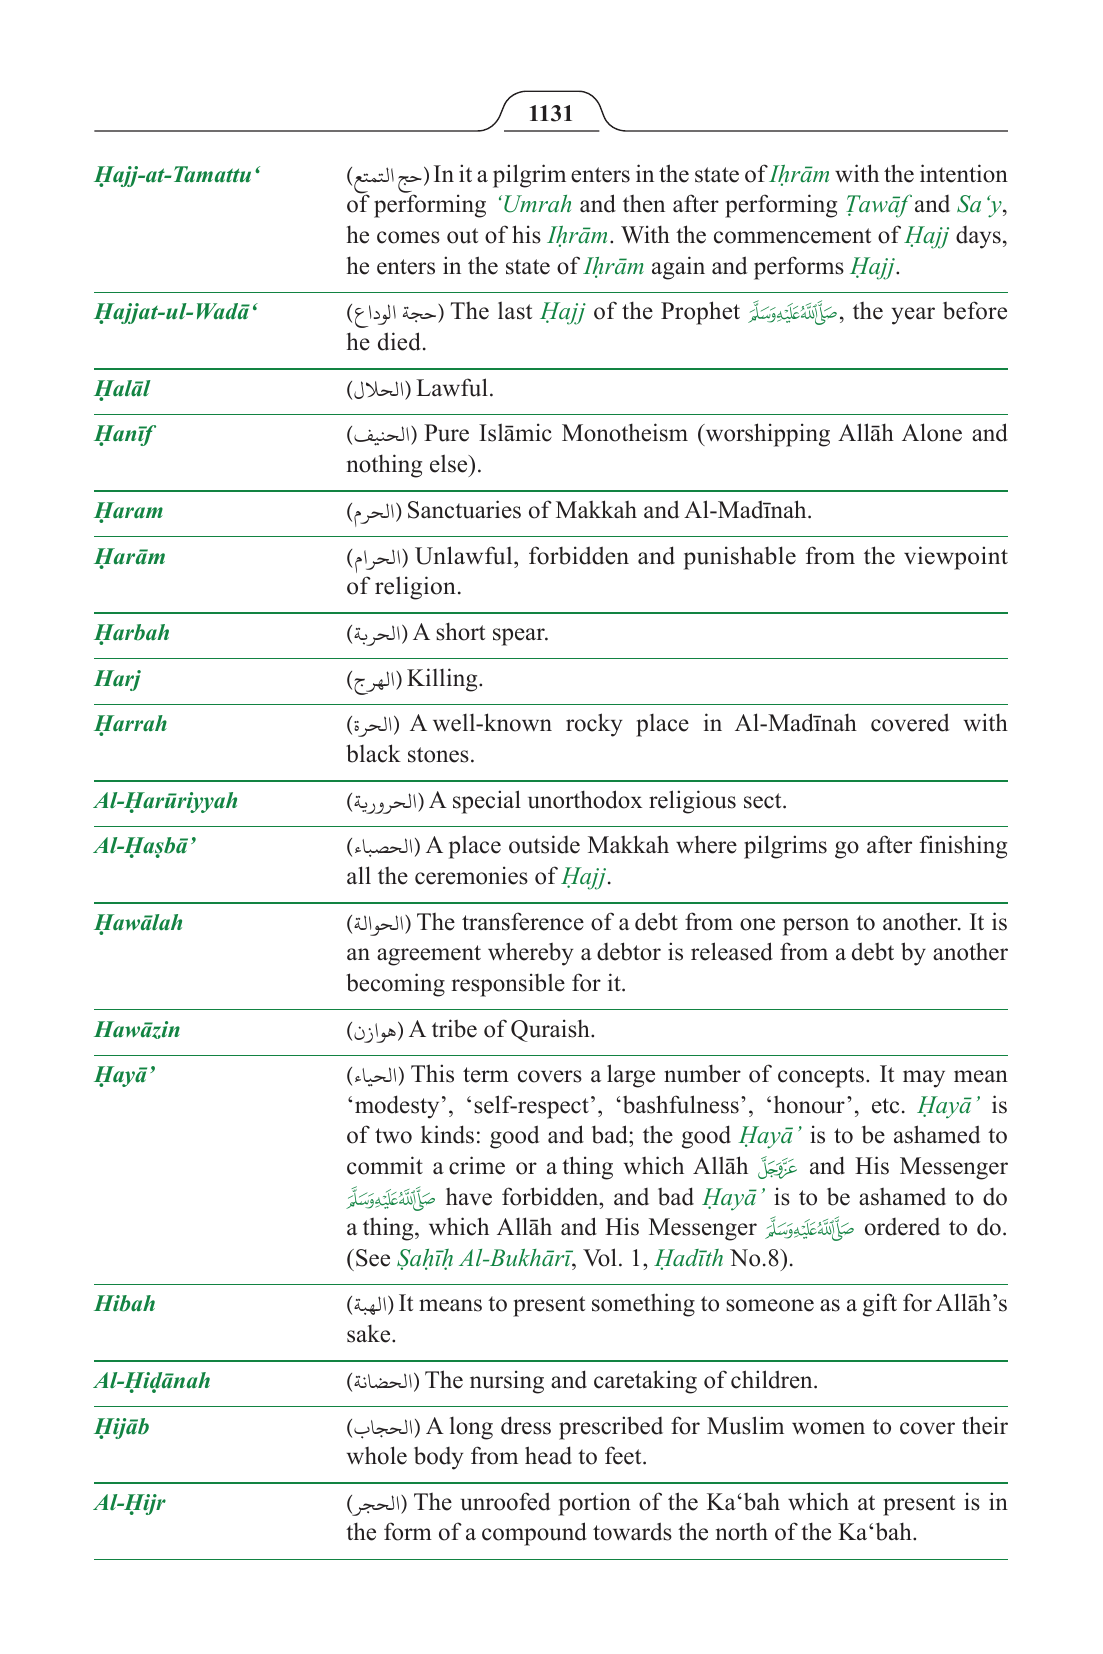 1131
Ḥajj-at-Tamattu‘ (حج التمتع) In it a pilgrim enters in the state of Iḥrām with the intention
of performing ‘Umrah and then after performing Ṭawāf and Sa‘y,
he comes out of his Iḥrām. With the commencement of Ḥajj days,
he enters in the state of Iḥrām again and performs Ḥajj.
Ḥajjat-ul-Wadā‘ (حجة الوداع) The last Ḥajj of the Prophet ﷺ, the year before
he died.
Ḥalāl (الحلال) Lawful.
Ḥanīf (الحنيف) Pure Islāmic Monotheism (worshipping Allāh Alone and
nothing else).
Ḥaram (الحرم) Sanctuaries of Makkah and Al-Madīnah.
Ḥarām (الحرام) Unlawful, forbidden and punishable from the viewpoint
of religion.
Ḥarbah (الحربة) A short spear.
Harj (الهرج) Killing.
Ḥarrah (الحرة) A well-known rocky place in Al-Madīnah covered with
black stones.
Al-Ḥarūriyyah (الحرورية) A special unorthodox religious sect.
Al-Ḥaṣbā’ (الحصباء) A place outside Makkah where pilgrims go after finishing
all the ceremonies of Ḥajj.
Ḥawālah (الحوالة) The transference of a debt from one person to another. It is
an agreement whereby a debtor is released from a debt by another
becoming responsible for it.
Hawāzin (هوازن) A tribe of Quraish.
Ḥayā’ (الحياء) This term covers a large number of concepts. It may mean
‘modesty’, ‘self-respect’, ‘bashfulness’, ‘honour’, etc. Ḥayā’ is
of two kinds: good and bad; the good Ḥayā’ is to be ashamed to
commit a crime or a thing which Allāh عَزَّوَجَلَّ and His Messenger
ﷺ have forbidden, and bad Ḥayā’ is to be ashamed to do
a thing, which Allāh and His Messenger ﷺ ordered to do.
(See Ṣaḥīḥ Al-Bukhārī, Vol. 1, Ḥadīth No.8).
Hibah (الهبة) It means to present something to someone as a gift for Allāh’s
sake.
Al-Ḥiḍānah (الحضانة) The nursing and caretaking of children.
Ḥijāb (الحجاب) A long dress prescribed for Muslim women to cover their
whole body from head to feet.
Al-Ḥijr (الحجر) The unroofed portion of the Ka‘bah which at present is in
the form of a compound towards the north of the Ka‘bah.